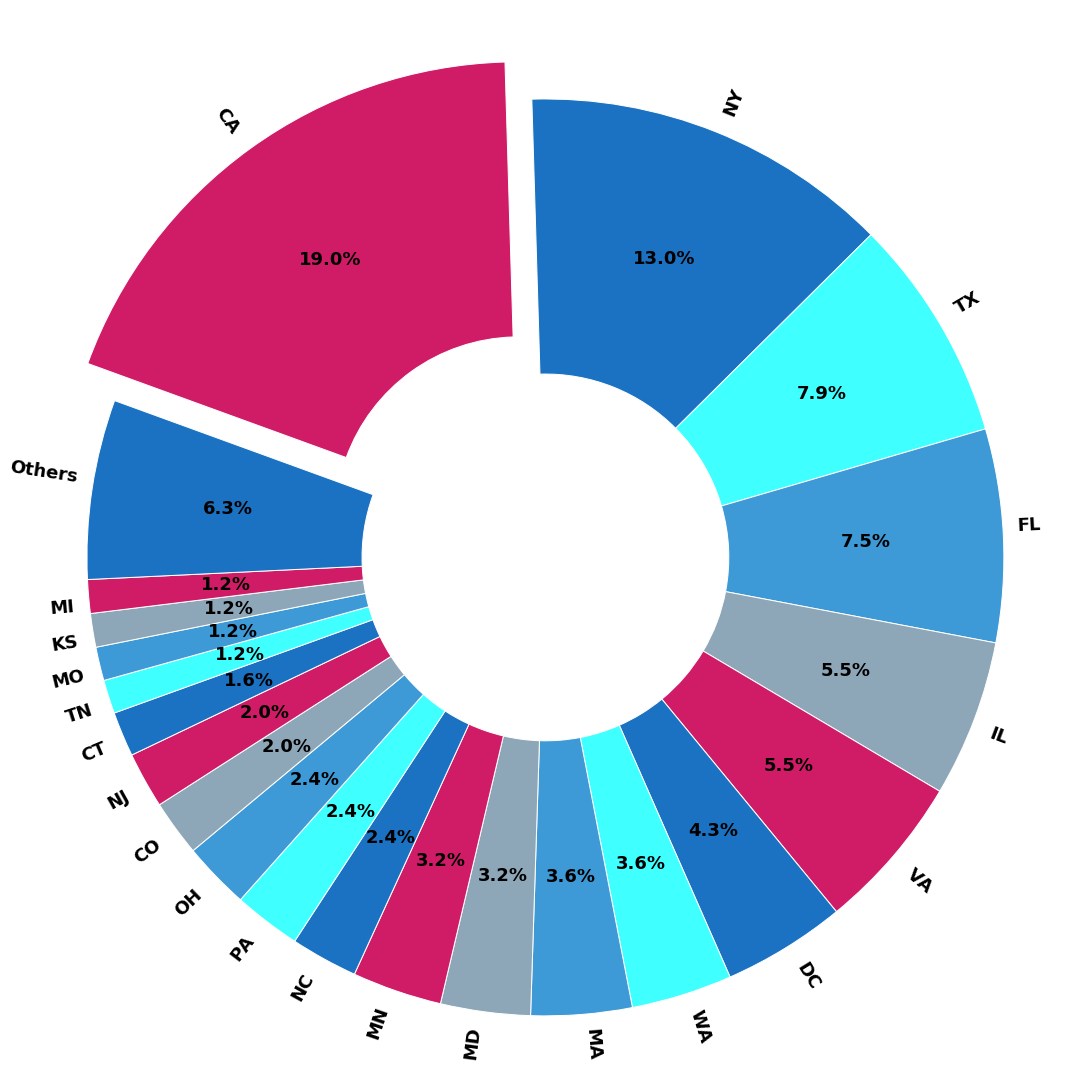 CA
19.0%
NY
13.0%
TX
7.9%
FL
7.5%
IL
5.5%
VA
5.5%
DC
4.3%
WA
3.6%
MA
3.6%
MD
3.2%
MN
3.2%
NC
2.4%
PA
2.4%
OH
2.4%
CO
2.0%
NJ
2.0%
CT
1.6%
TN
1.2%
MO
1.2%
KS
1.2%
MI
1.2%
Others
6.3%